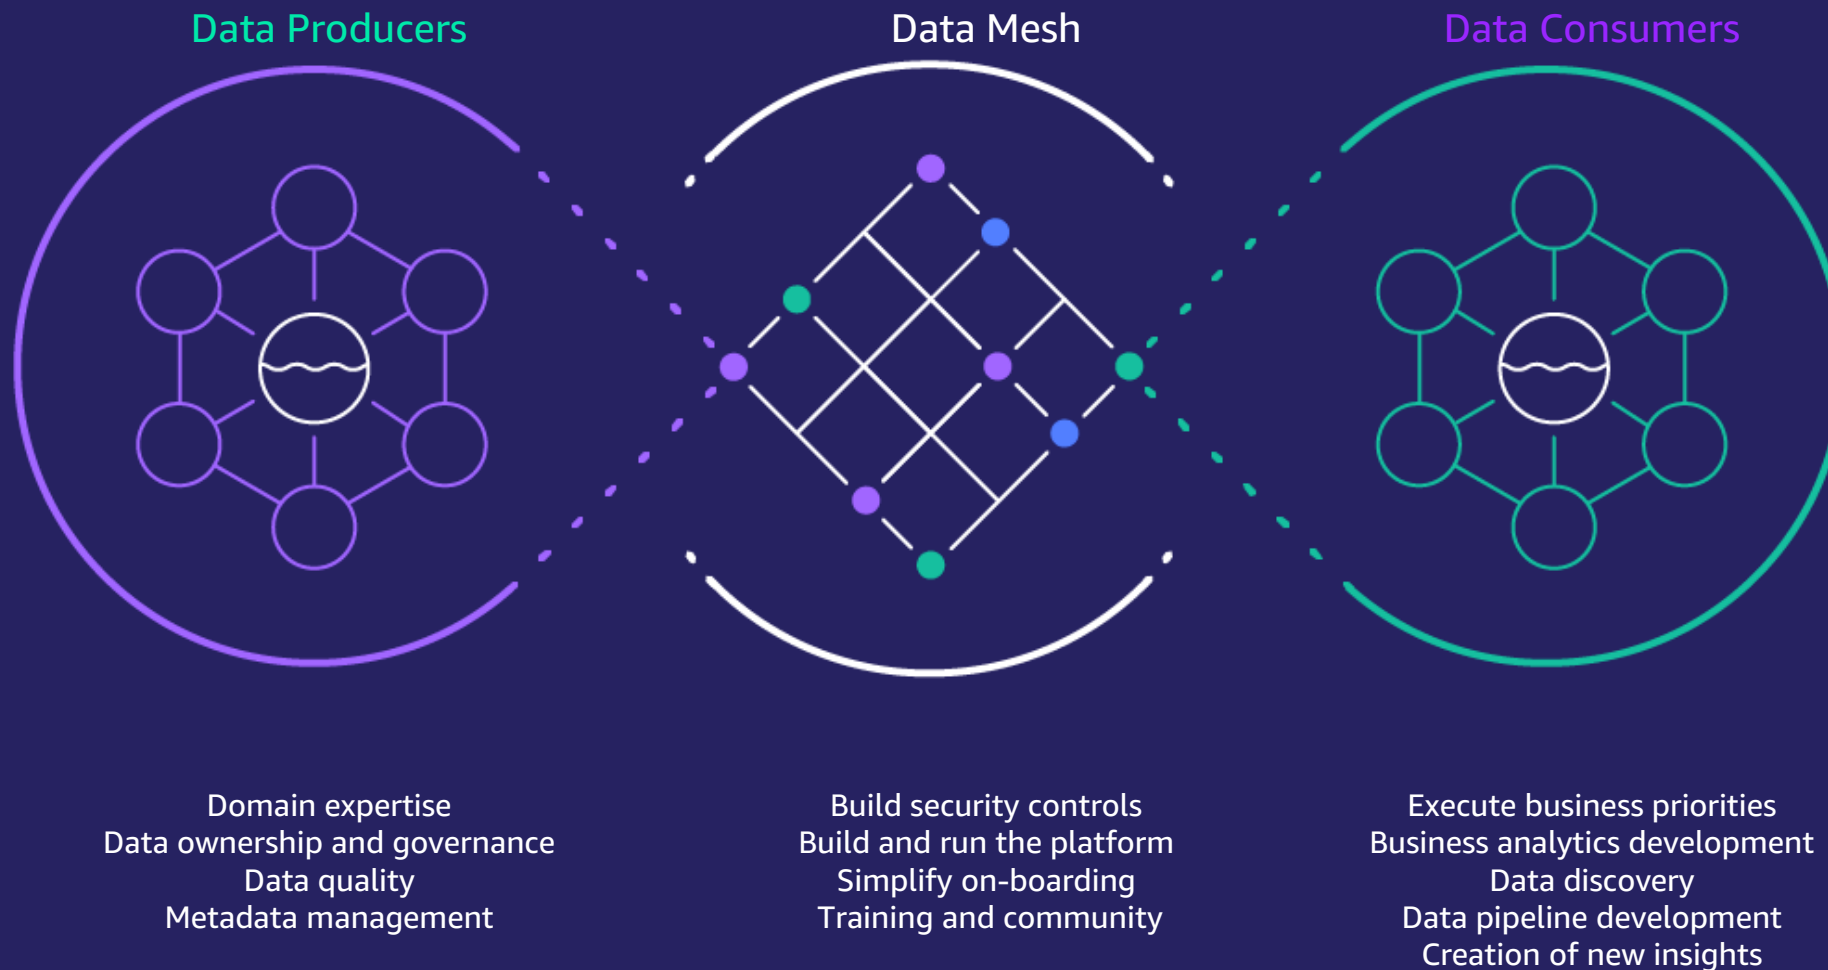 Data Producers
Data Mesh
Data Consumers
Domain expertise
Data ownership and governance
Data quality
Metadata management
Build security controls
Build and run the platform
Simplify on-boarding
Training and community
Execute business priorities
Business analytics development
Data discovery
Data pipeline development
Creation of new insights